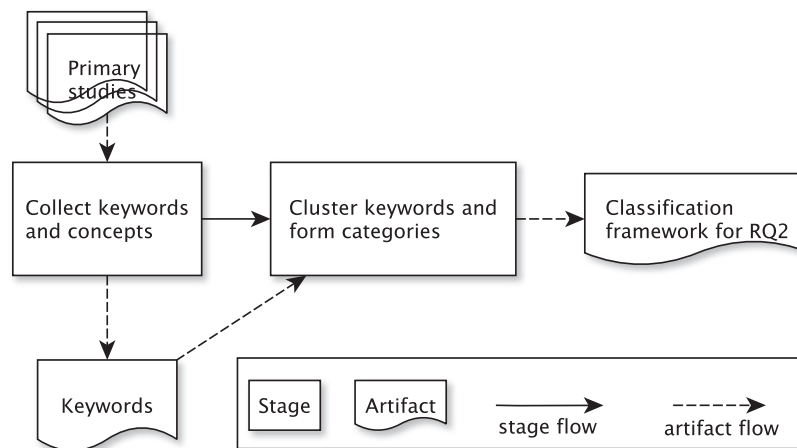 Primary
studies
Collect keywords
and concepts
Cluster keywords and
form categories
Classification
framework for RQ2
Keywords
Stage
Artifact
stage flow
artifact flow